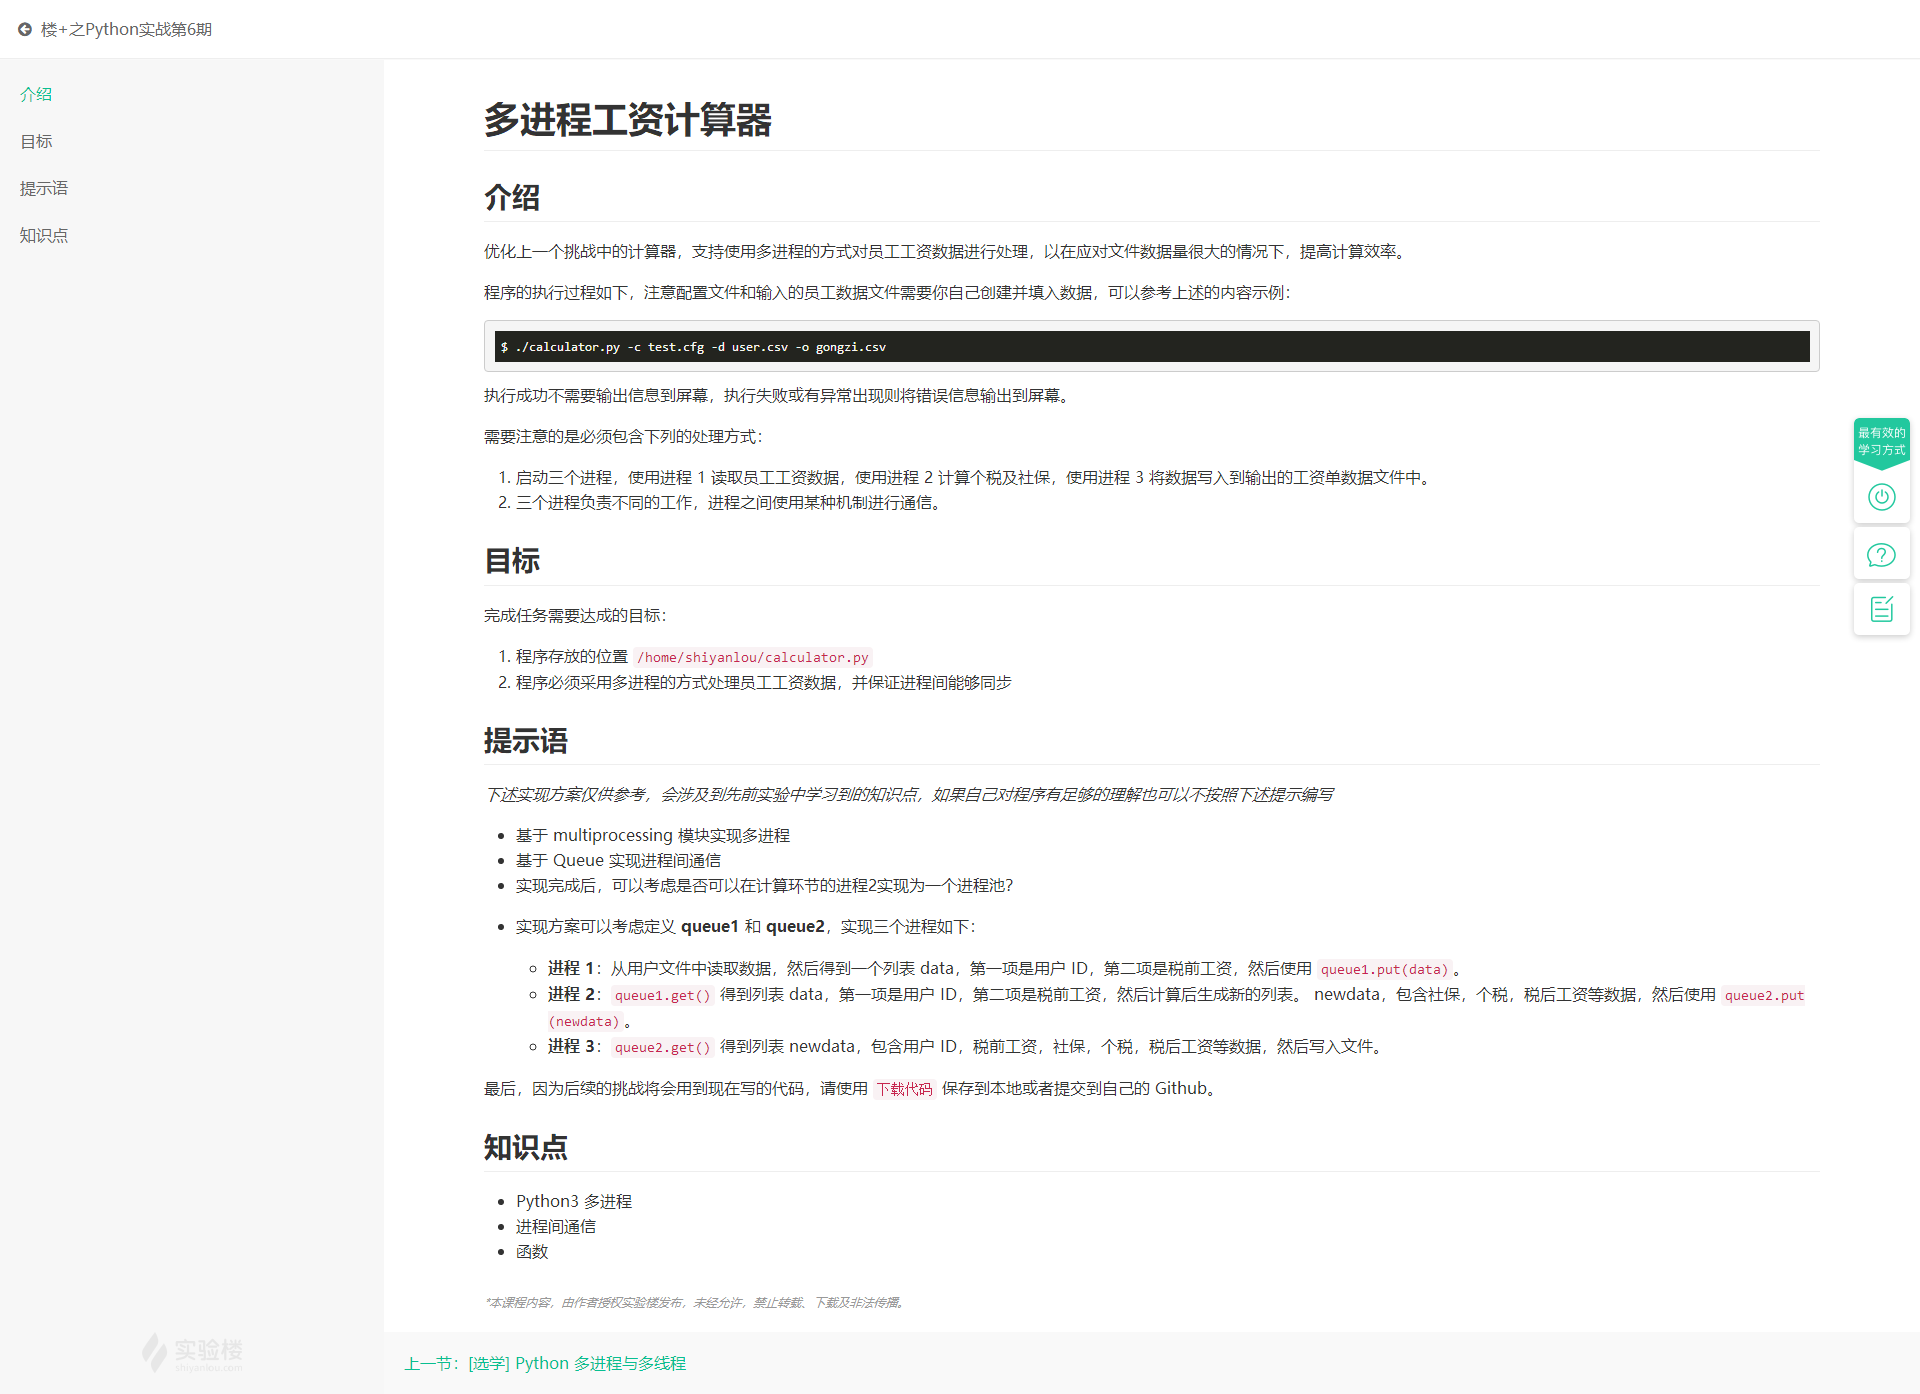 楼+之Python实战第6期
介绍
目标
提示语
知识点
多进程工资计算器
介绍
优化上一个挑战中的计算器，支持使用多进程的方式对员工工资数据进行处理，以在应对文件数据量很大的情况下，提高计算效率。
程序的执行过程如下，注意配置文件和输入的员工数据文件需要你自己创建并填入数据，可以参考上述的内容示例：
$ ./calculator.py -c test.cfg -d user.csv -o gongzi.csv
执行成功不需要输出信息到屏幕，执行失败或有异常出现则将错误信息输出到屏幕。
需要注意的是必须包含下列的处理方式：
1. 启动三个进程，使用进程 1 读取员工工资数据，使用进程 2 计算个税及社保，使用进程 3 将数据写入到输出的工资单数据文件中。
2. 三个进程负责不同的工作，进程之间使用某种机制进行通信。
目标
完成任务需要达成的目标：
1. 程序存放的位置 /home/shiyanlou/calculator.py
2. 程序必须采用多进程的方式处理员工工资数据，并保证进程间能够同步
提示语
下述实现方案仅供参考，会涉及到先前实验中学习到的知识点，如果自己对程序有足够的理解也可以不按照下述提示编写
• 基于 multiprocessing 模块实现多进程
• 基于 Queue 实现进程间通信
• 实现完成后，可以考虑是否可以在计算环节的进程2实现为一个进程池？
• 实现方案可以考虑定义 queue1 和 queue2，实现三个进程如下：
◦ 进程 1：从用户文件中读取数据，然后得到一个列表 data，第一项是用户 ID，第二项是税前工资，然后使用 queue1.put(data)。
◦ 进程 2：queue1.get() 得到列表 data，第一项是用户 ID，第二项是税前工资，然后计算后生成新的列表。 newdata，包含社保，个税，税后工资等数据，然后使用 queue2.put
(newdata)。
◦ 进程 3：queue2.get() 得到列表 newdata，包含用户 ID，税前工资，社保，个税，税后工资等数据，然后写入文件。
最后，因为后续的挑战将会用到现在写的代码，请使用 下载代码 保存到本地或者提交到自己的 Github。
知识点
• Python3 多进程
• 进程间通信
• 函数
*本课程内容，由作者授权实验楼发布，未经允许，禁止转载、下载及非法传播。
上一节：[选学] Python 多进程与多线程
实验楼
shiyanlou.com
最有效的
学习方式